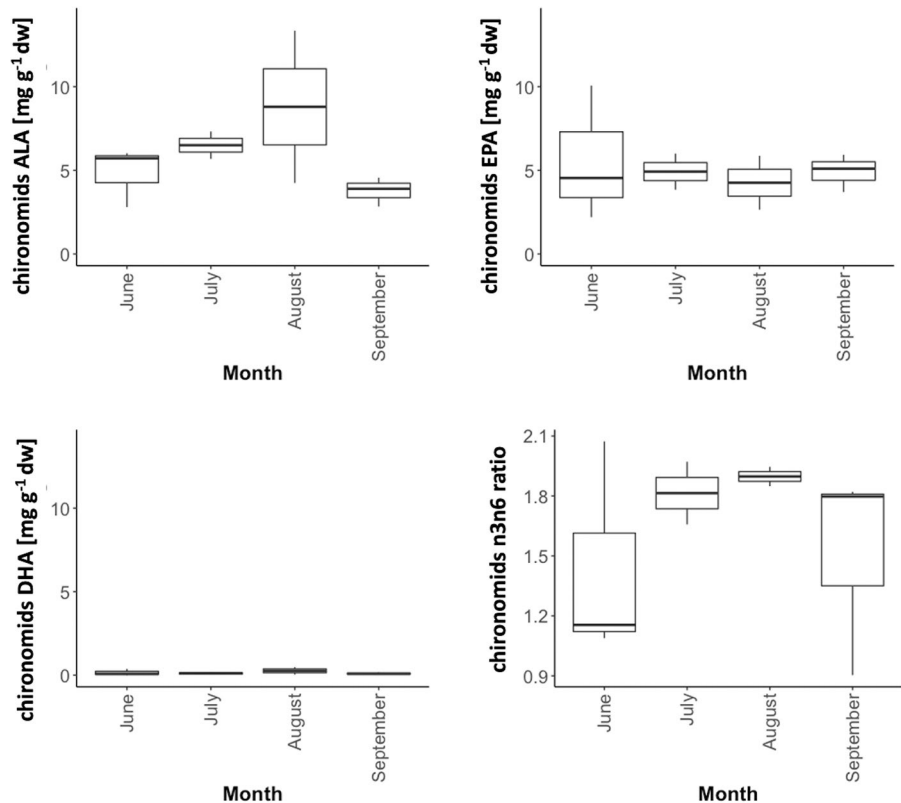 chironomids ALA [mg g⁻¹ dw]
10
5
0
June
July
August
September
Month
chironomids EPA [mg g⁻¹ dw]
10
5
0
June
July
August
September
Month
chironomids DHA [mg g⁻¹ dw]
10
5
0
June
July
August
September
Month
chironomids n3n6 ratio
2.1
1.8
1.5
1.2
0.9
June
July
August
September
Month